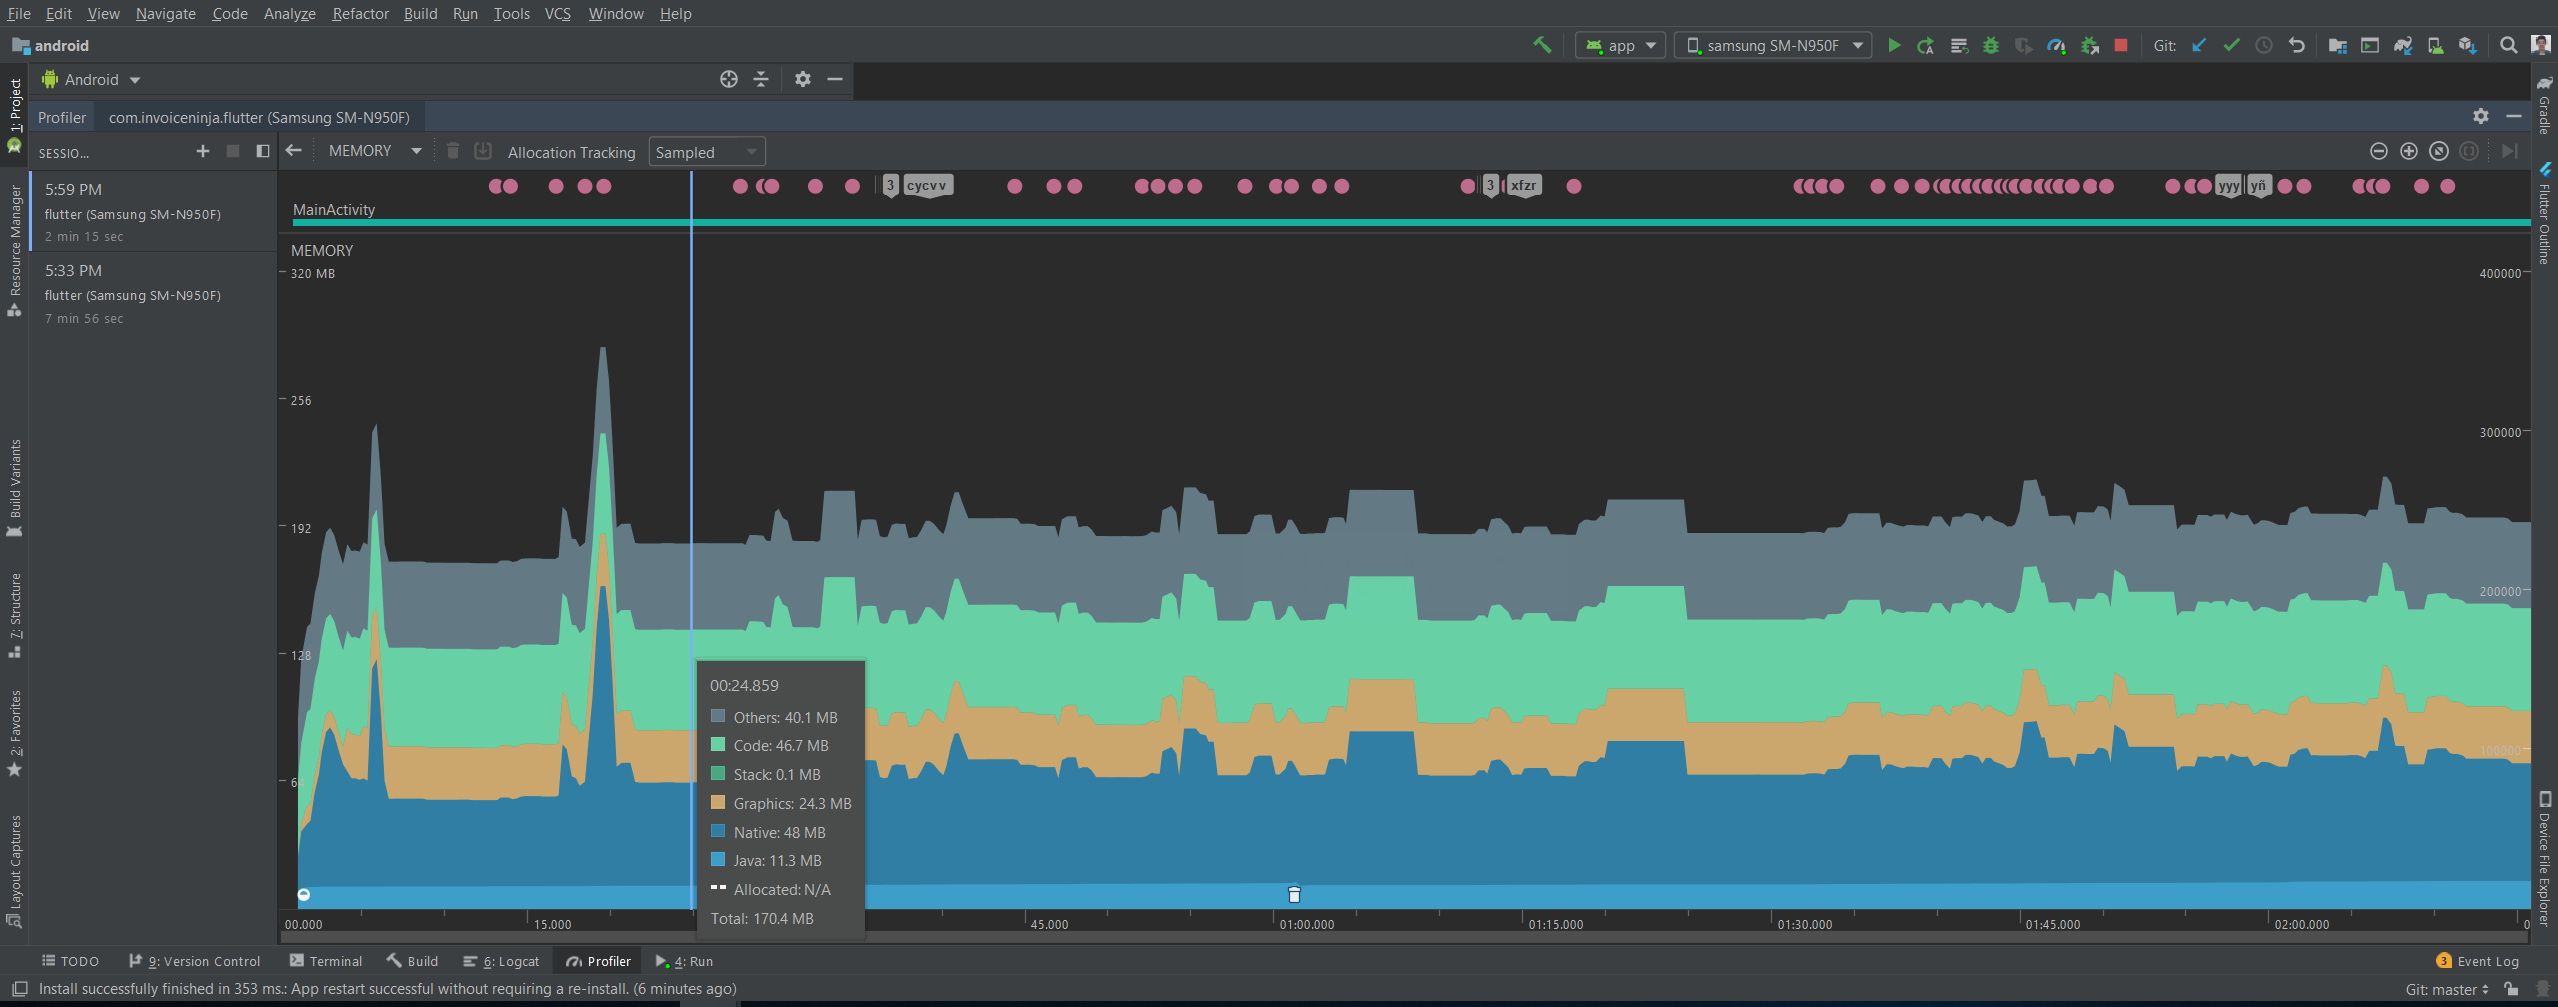 File Edit View Navigate Code Analyze Refactor Build Run Tools VCS Window Help
android
app
samsung SM-N950F
Git:
Android
Profiler
com.invoiceninja.flutter (Samsung SM-N950F)
SESSIO...
MEMORY
Allocation Tracking
Sampled
5:59 PM
flutter (Samsung SM-N950F)
2 min 15 sec
5:33 PM
flutter (Samsung SM-N950F)
7 min 56 sec
3
cycvv
3
xfzr
yyy
yñ
MainActivity
MEMORY
320 MB
256
192
128
64
400000
300000
200000
100000
00:24.859
Others: 40.1 MB
Code: 46.7 MB
Stack: 0.1 MB
Graphics: 24.3 MB
Native: 48 MB
Java: 11.3 MB
Allocated: N/A
Total: 170.4 MB
00.000
15.000
45.000
01:00.000
01:15.000
01:30.000
01:45.000
02:00.000
0
1: Project
Resource Manager
Build Variants
7: Structure
2: Favorites
Layout Captures
Gradle
Flutter Outline
Device File Explorer
TODO
9: Version Control
Terminal
Build
6: Logcat
Profiler
4: Run
3
Event Log
Install successfully finished in 353 ms.: App restart successful without requiring a re-install. (6 minutes ago)
Git: master